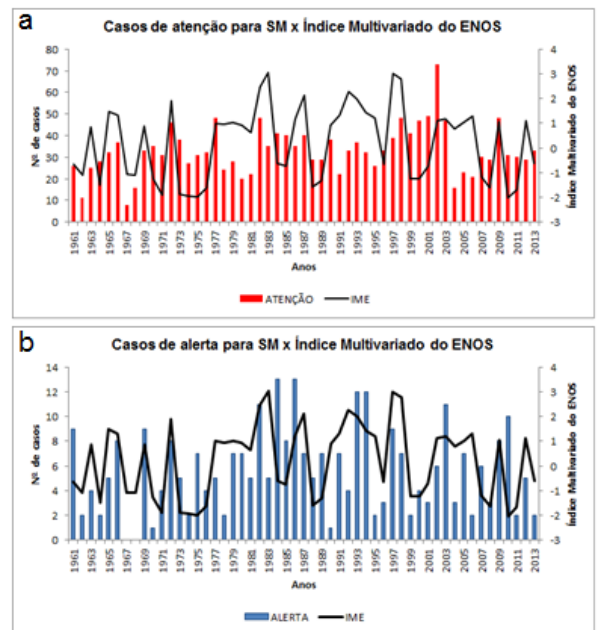 a
Casos de atenção para SM x Índice Multivariado do ENOS
Nº de casos
80
70
60
50
40
30
20
10
0
4
3
2
1
0
-1
-2
-3
Índice Multivariado do ENOS
1961 1963 1965 1967 1969 1971 1973 1975 1977 1979 1981 1983 1985 1987 1989 1991 1993 1995 1997 1999 2001 2003 2005 2007 2009 2011 2013
Anos
ATENÇÃO IME
b
Casos de alerta para SM x Índice Multivariado do ENOS
Nº de casos
14
12
10
8
6
4
2
0
4
3
2
1
0
-1
-2
-3
Índice Multivariado do ENOS
1961 1963 1965 1967 1969 1971 1973 1975 1977 1979 1981 1983 1985 1987 1989 1991 1993 1995 1997 1999 2001 2003 2005 2007 2009 2011 2013
Anos
ALERTA IME